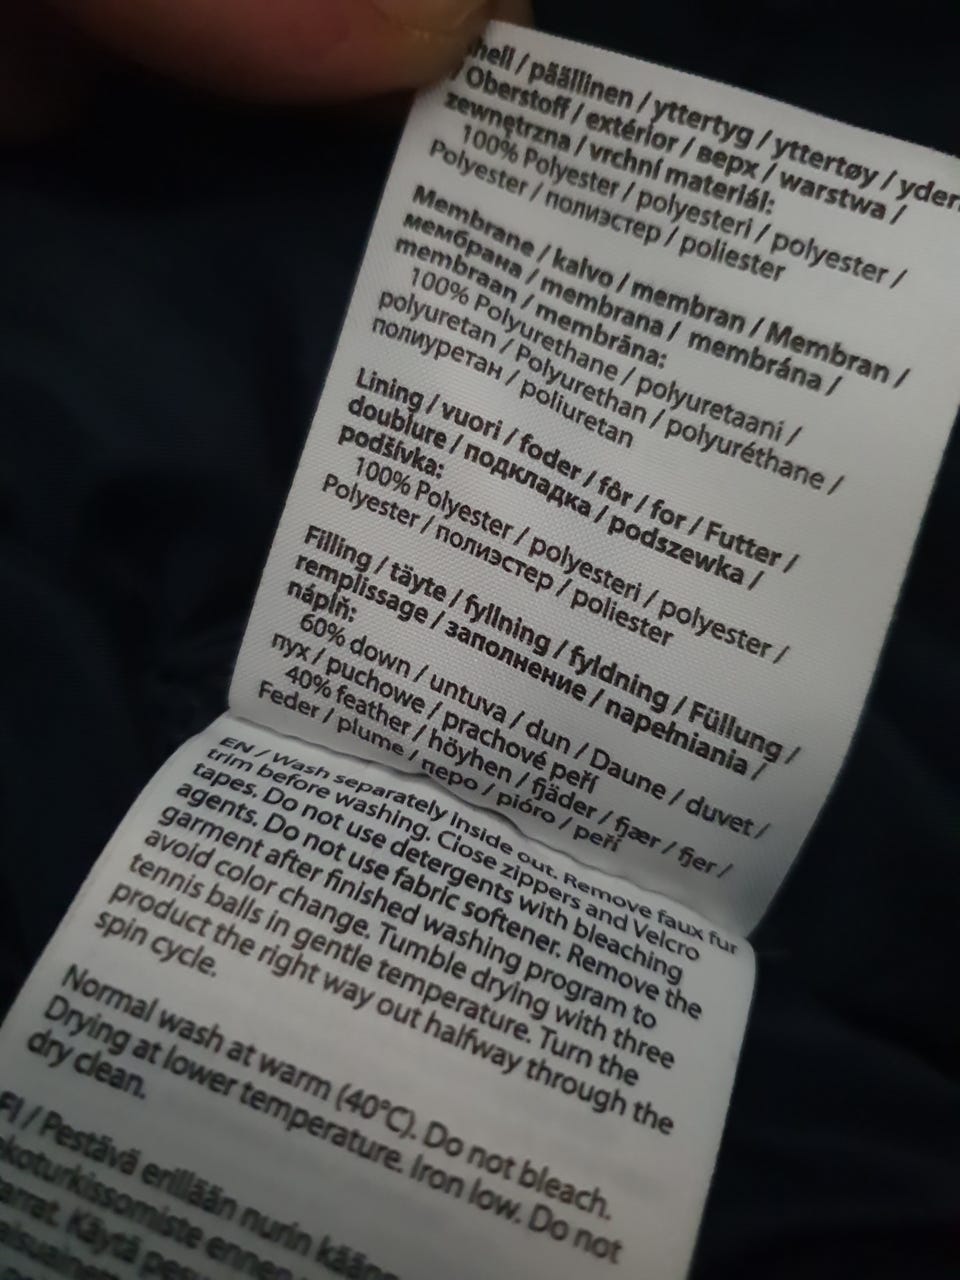 shell / päällinen / yttertyg / yttertøy / yder
/ Oberstoff / extérior / верх / warstwa /
zewnętrzna / vrchní materiál:
100% Polyester / polyesteri / polyester /
Polyester / полиэстер / poliester
Membrane / kalvo / membran / Membran /
мембрана / membrana / membrána /
membraan / membrāna:
100% Polyurethane / polyuretaani /
polyuretan / Polyurethan / polyuréthane /
полиуретан / poliuretan
Lining / vuori / foder / fôr / for / Futter /
doublure / подкладка / podszewka /
podšívka:
100% Polyester / polyesteri / polyester /
Polyester / полиэстер / poliester
Filling / täyte / fyllning / fyldning / Füllung /
remplissage / заполнение / napełniania /
náplň:
60% down / untuva / dun / Daune / duvet /
пух / puchowe / prachové peří
40% feather / höyhen / fjäder / fjær / fjer /
Feder / plume / перо / pióro / peří
EN / Wash separately inside out. Remove faux fur
trim before washing. Close zippers and Velcro
tapes. Do not use detergents with bleaching
agents. Do not use fabric softener. Remove the
garment after finished washing program to
avoid color change. Tumble drying with three
tennis balls in gentle temperature. Turn the
product the right way out halfway through the
spin cycle.
Normal wash at warm (40°C). Do not bleach.
Drying at lower temperature. Iron low. Do not
dry clean.
FI / Pestävä erillään nurin kään
ekoturkissomiste ennen
tarrat. Käytä pes